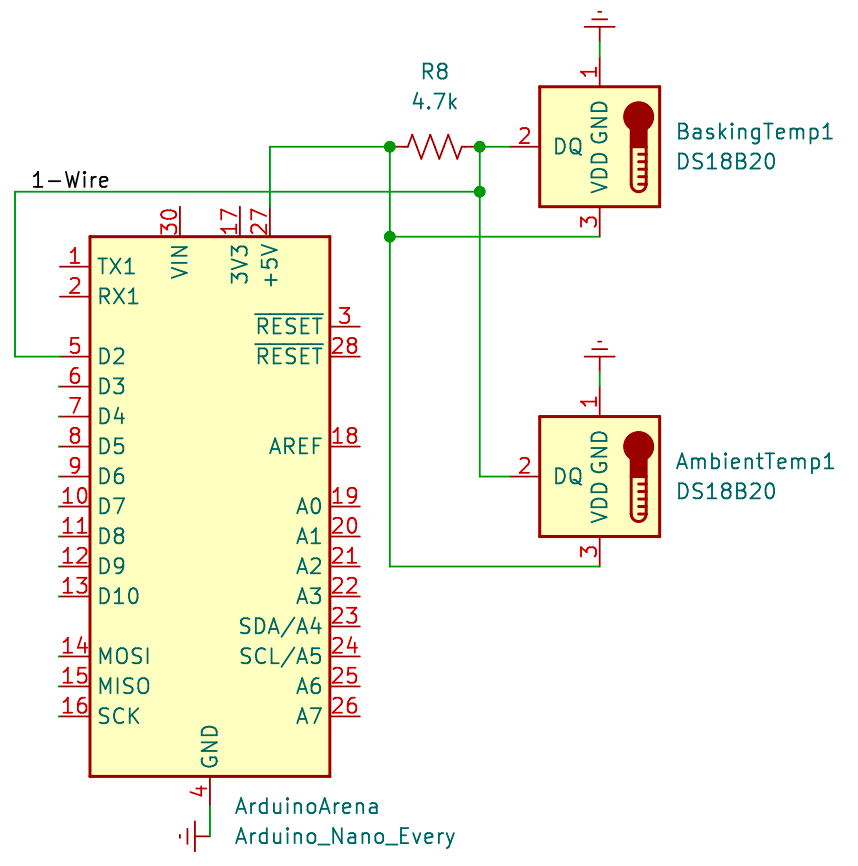 R8
4.7k
1
GND
2
DQ
VDD
3
BaskingTemp1
DS18B20
1-Wire
30
VIN
17
3V3
27
+5V
1
TX1
2
RX1
3
RESET
28
RESET
5
D2
6
D3
7
D4
8
D5
9
D6
10
D7
11
D8
12
D9
13
D10
14
MOSI
15
MISO
16
SCK
18
AREF
19
A0
20
A1
21
A2
22
A3
23
SDA/A4
24
SCL/A5
25
A6
26
A7
GND
4
1
GND
2
DQ
VDD
3
AmbientTemp1
DS18B20
ArduinoArena
Arduino_Nano_Every